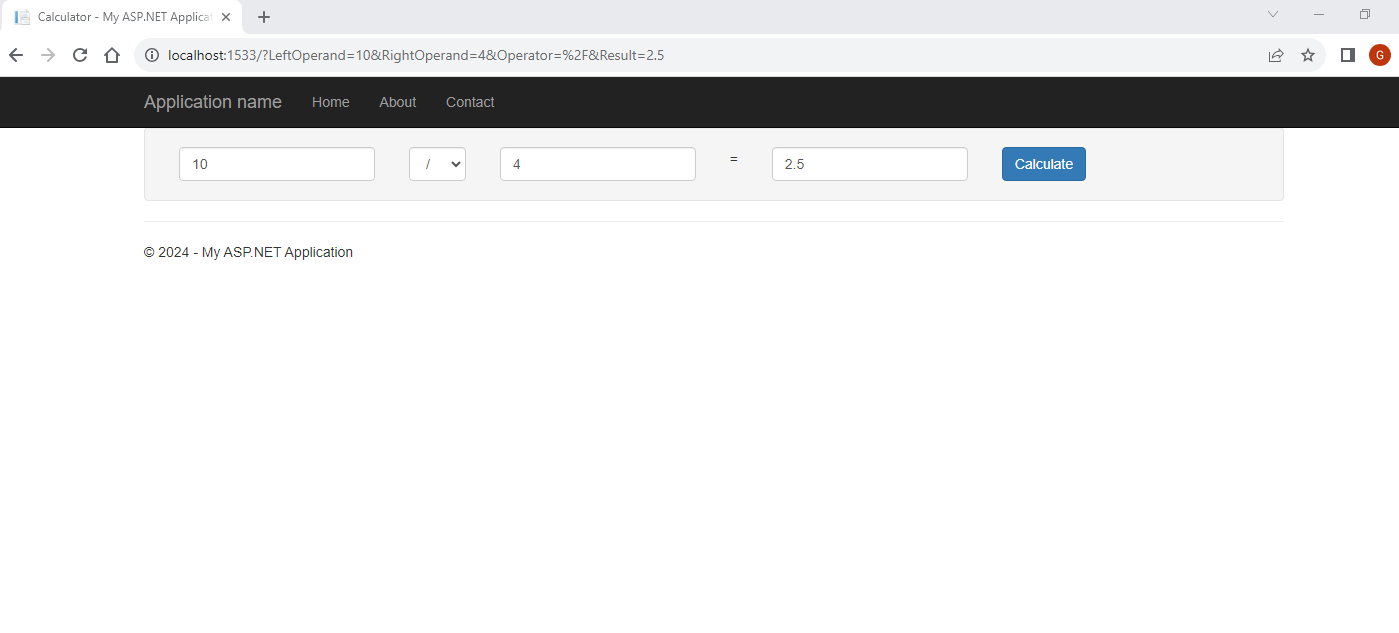 Calculator - My ASP.NET Applicat
localhost:1533/?LeftOperand=10&RightOperand=4&Operator=%2F&Result=2.5
G
Application name Home About Contact
10 / 4 = 2.5 Calculate
© 2024 - My ASP.NET Application